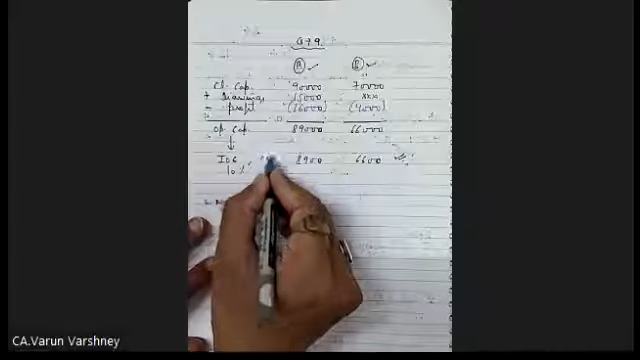 Q → 9
A B
Cl. Cap. 90000 70000
+ Drawings 15000 xxx
- profit (16000) (4000)
Op. Cap. 89000 66000
IOC 8900 6600
10%
CA.Varun Varshney